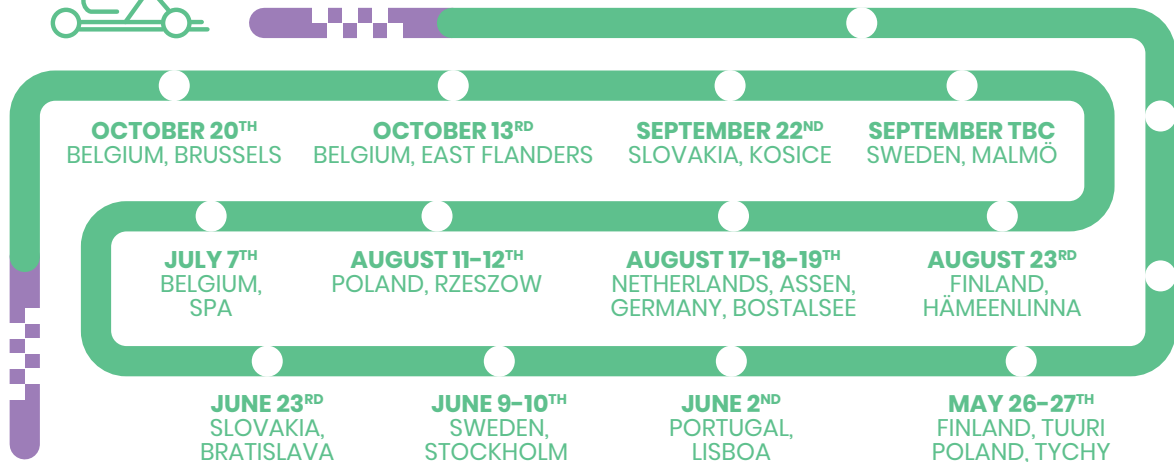 OCTOBER 20TH
BELGIUM, BRUSSELS
OCTOBER 13RD
BELGIUM, EAST FLANDERS
SEPTEMBER 22ND
SLOVAKIA, KOSICE
SEPTEMBER TBC
SWEDEN, MALMÖ
JULY 7TH
BELGIUM,
SPA
AUGUST 11-12TH
POLAND, RZESZOW
AUGUST 17-18-19TH
NETHERLANDS, ASSEN,
GERMANY, BOSTALSEE
AUGUST 23RD
FINLAND,
HÄMEENLINNA
JUNE 23RD
SLOVAKIA,
BRATISLAVA
JUNE 9-10TH
SWEDEN,
STOCKHOLM
JUNE 2ND
PORTUGAL,
LISBOA
MAY 26-27TH
FINLAND, TUURI
POLAND, TYCHY